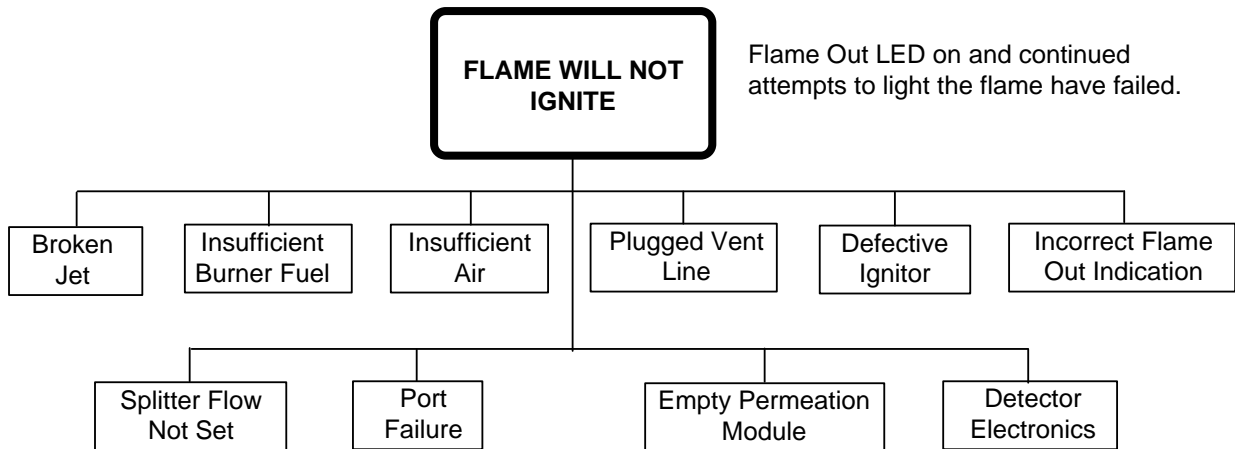 FLAME WILL NOT
IGNITE
Flame Out LED on and continued
attempts to light the flame have failed.
Broken
Jet
Insufficient
Burner Fuel
Insufficient
Air
Plugged Vent
Line
Defective
Ignitor
Incorrect Flame
Out Indication
Splitter Flow
Not Set
Port
Failure
Empty Permeation
Module
Detector
Electronics